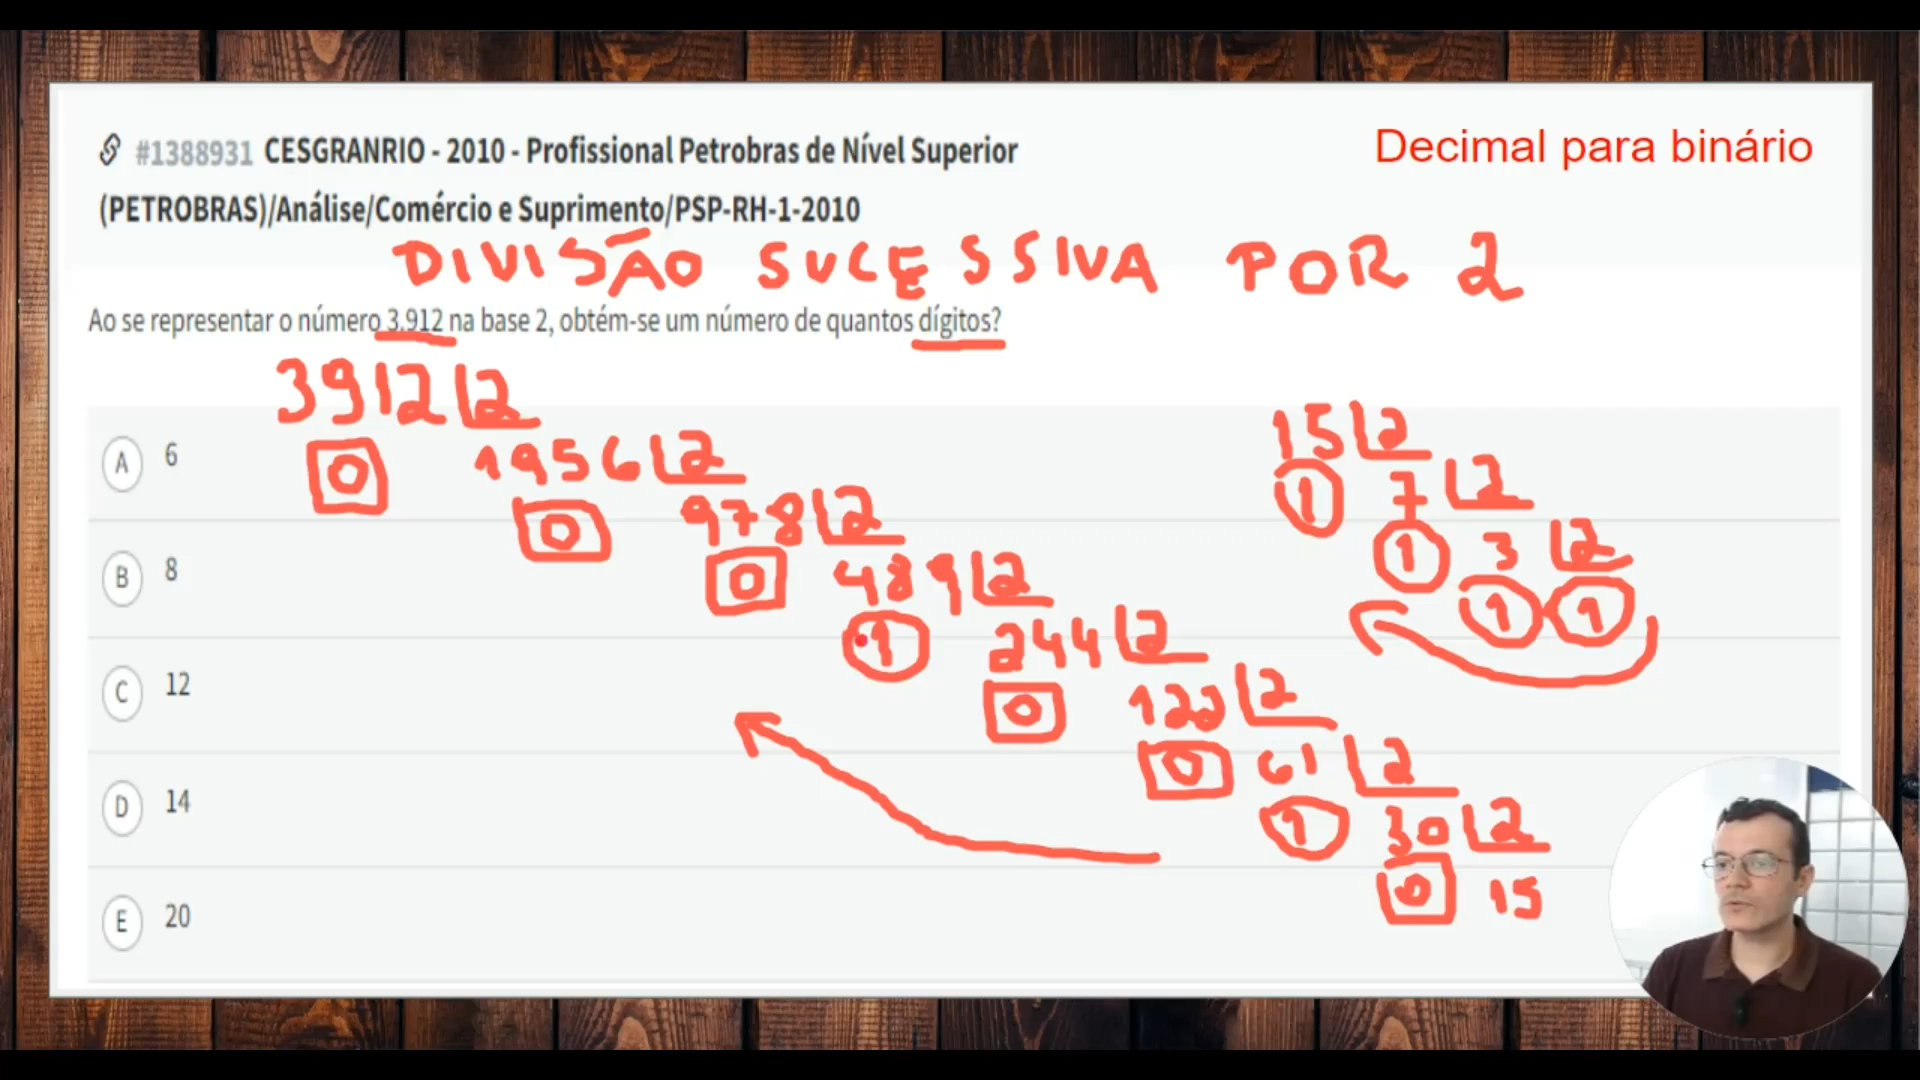 #1388931 CESGRANRIO - 2010 - Profissional Petrobras de Nível Superior
Decimal para binário
(PETROBRAS)/Análise/Comércio e Suprimento/PSP-RH-1-2010
DIVISÃO SUCESSIVA POR 2
Ao se representar o número 3.912 na base 2, obtém-se um número de quantos dígitos?
3912 2
15 2
A 6
0 1956 2
1 7 2
0 978 2
1 3 2
B 8
0 489 2
1 1
1 244 2
C 12
0 122 2
0 61 2
D 14
1 30 2
0 15
E 20